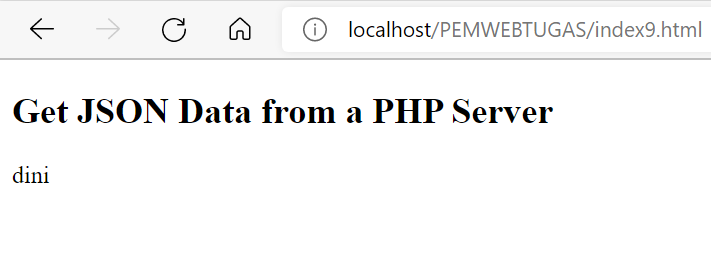 localhost/PEMWEBTUGAS/index9.html
Get JSON Data from a PHP Server
dini